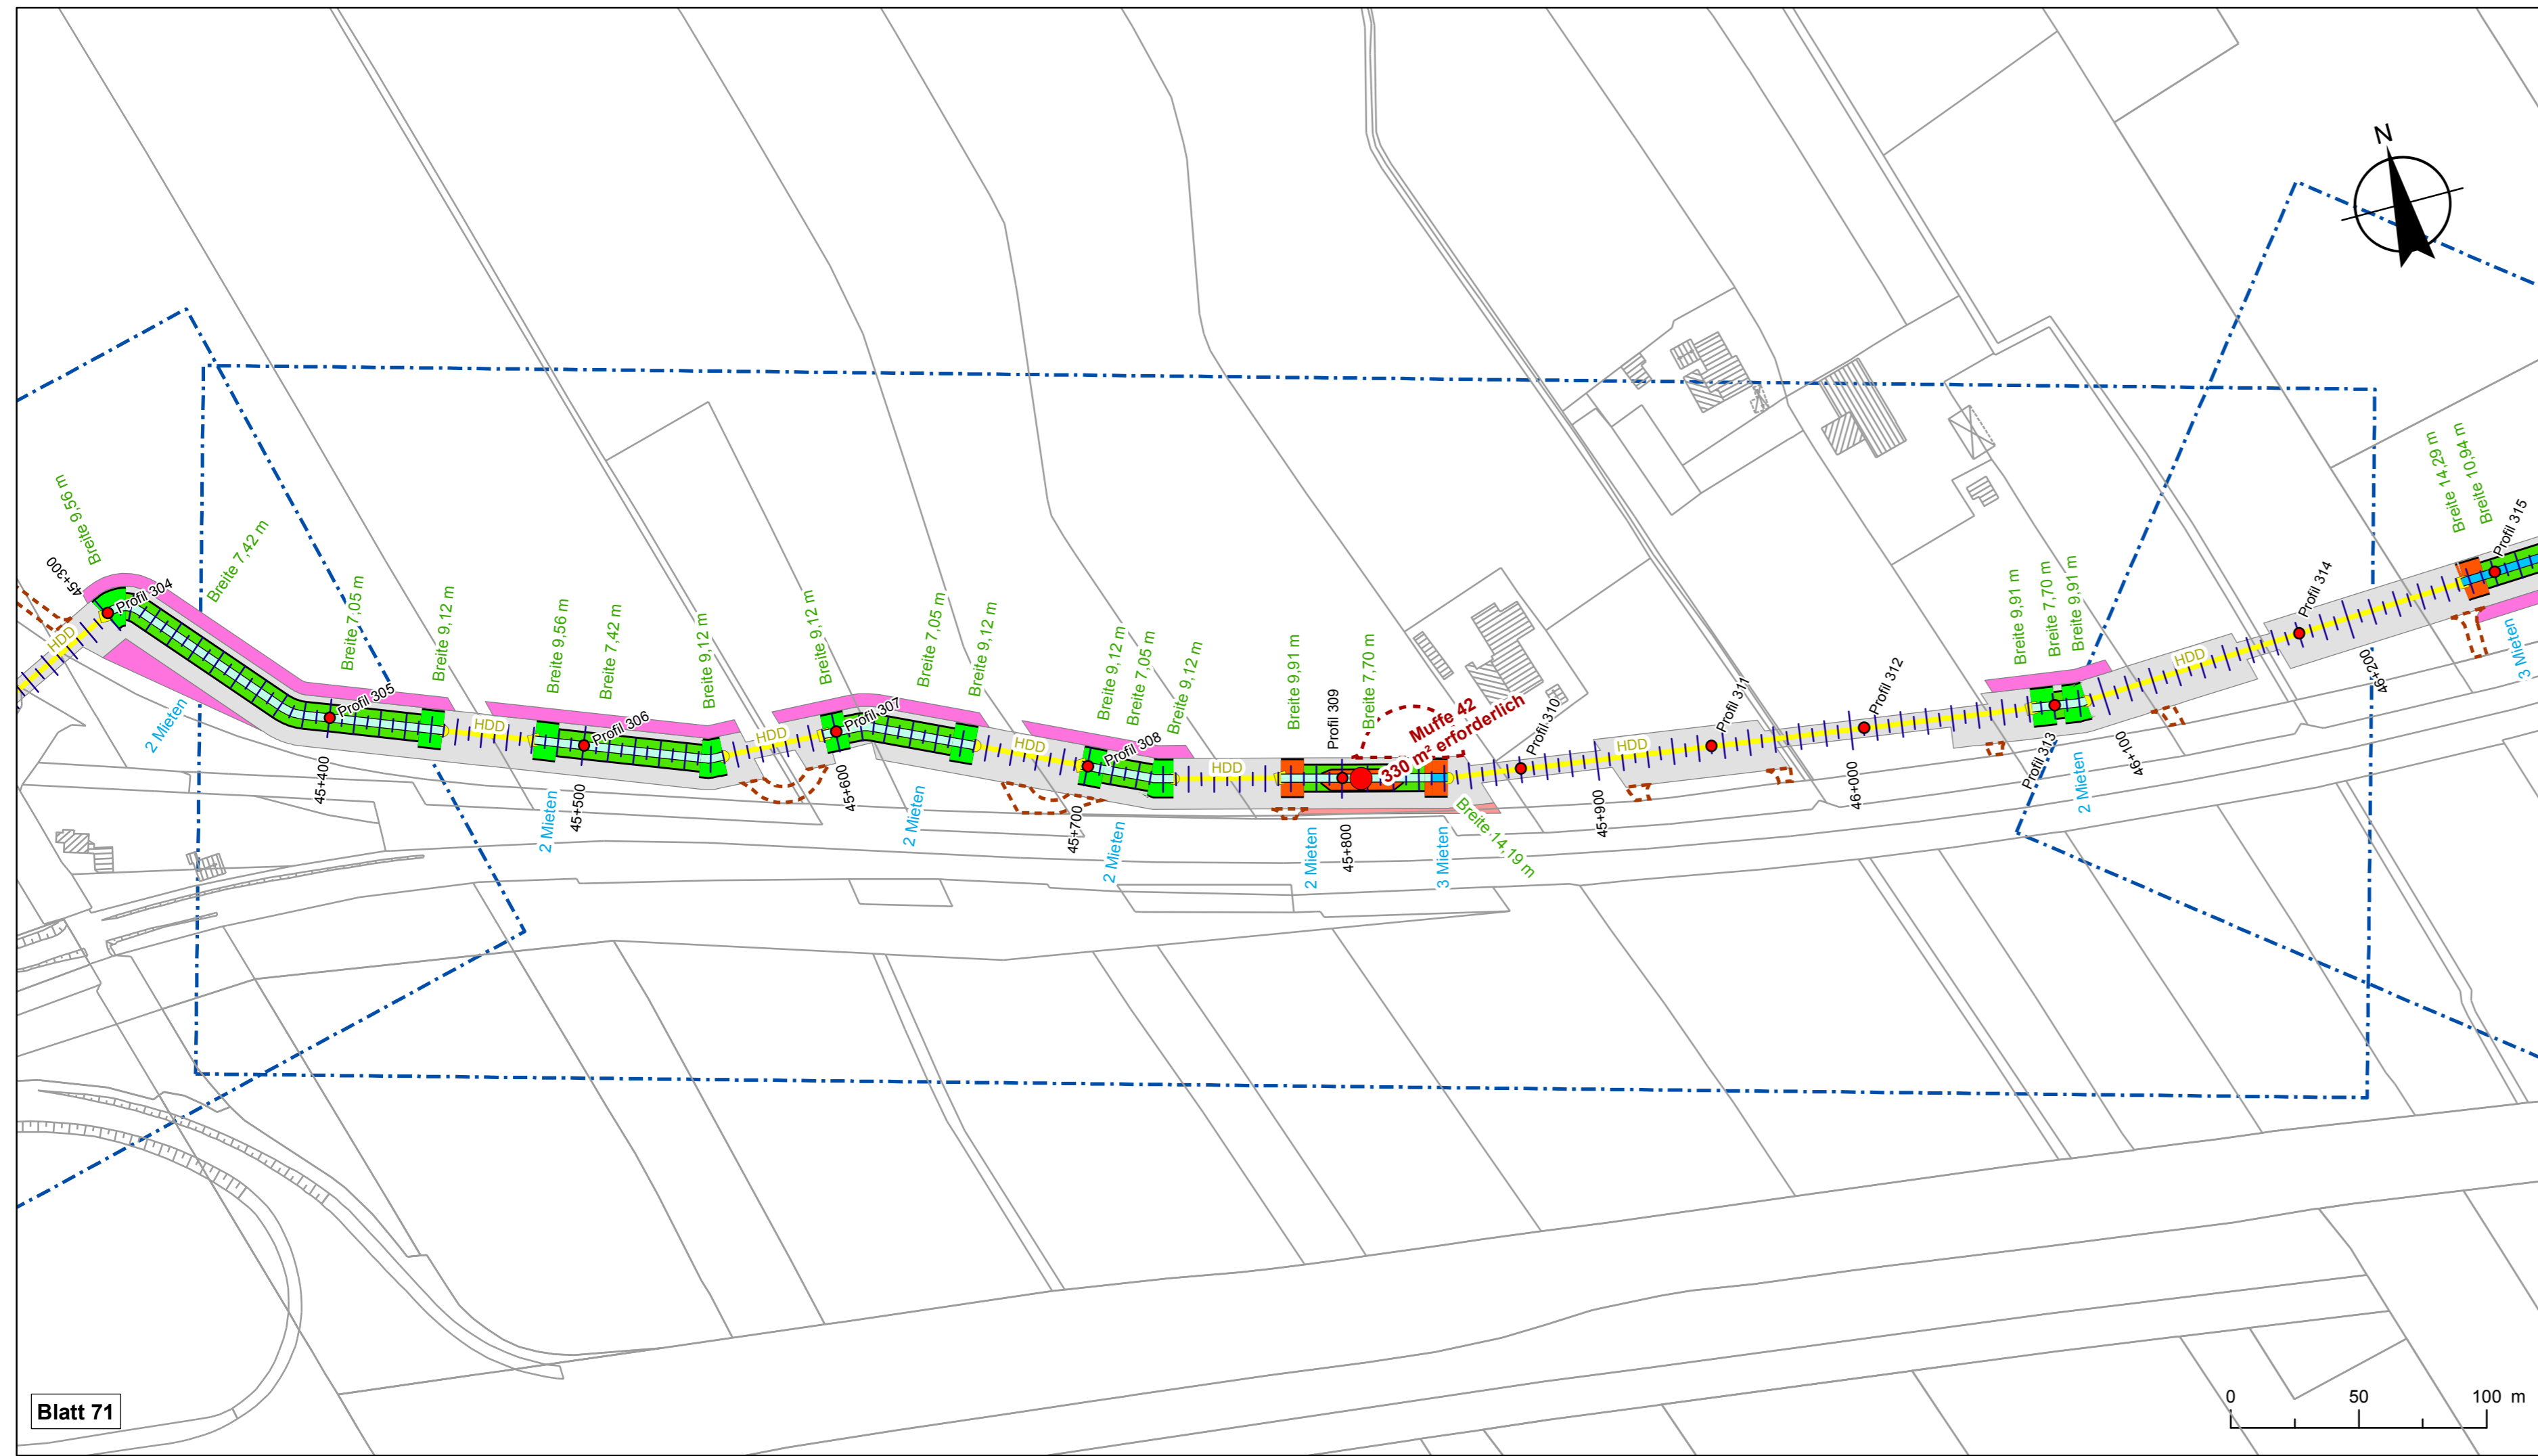 N
45+300
Breite 9,56 m
Profil 304
HDD
2 Mieten
Breite 7,42 m
Breite 7,05 m
Profil 305
45+400
Breite 9,12 m
HDD
Breite 9,56 m
Breite 7,42 m
Profil 306
2 Mieten
45+500
Breite 9,12 m
HDD
Breite 9,12 m
Profil 307
45+600
Breite 7,05 m
2 Mieten
Breite 9,12 m
HDD
45+700
Breite 9,12 m
Breite 7,05 m
Profil 308
2 Mieten
Breite 9,12 m
HDD
Breite 9,91 m
Profil 309
Breite 7,70 m
2 Mieten
45+800
Muffe 42
330 m² erforderlich
3 Mieten
Breite 14,19 m
Profil 310
45+900
HDD
Profil 311
46+000
Profil 312
Breite 9,91 m
Breite 7,70 m
Breite 9,91 m
Profil 313
2 Mieten
46+100
HDD
Profil 314
46+200
Breite 14,29 m
Breite 10,94 m
Profil 315
3 Mieten
Blatt 71
0 50 100 m